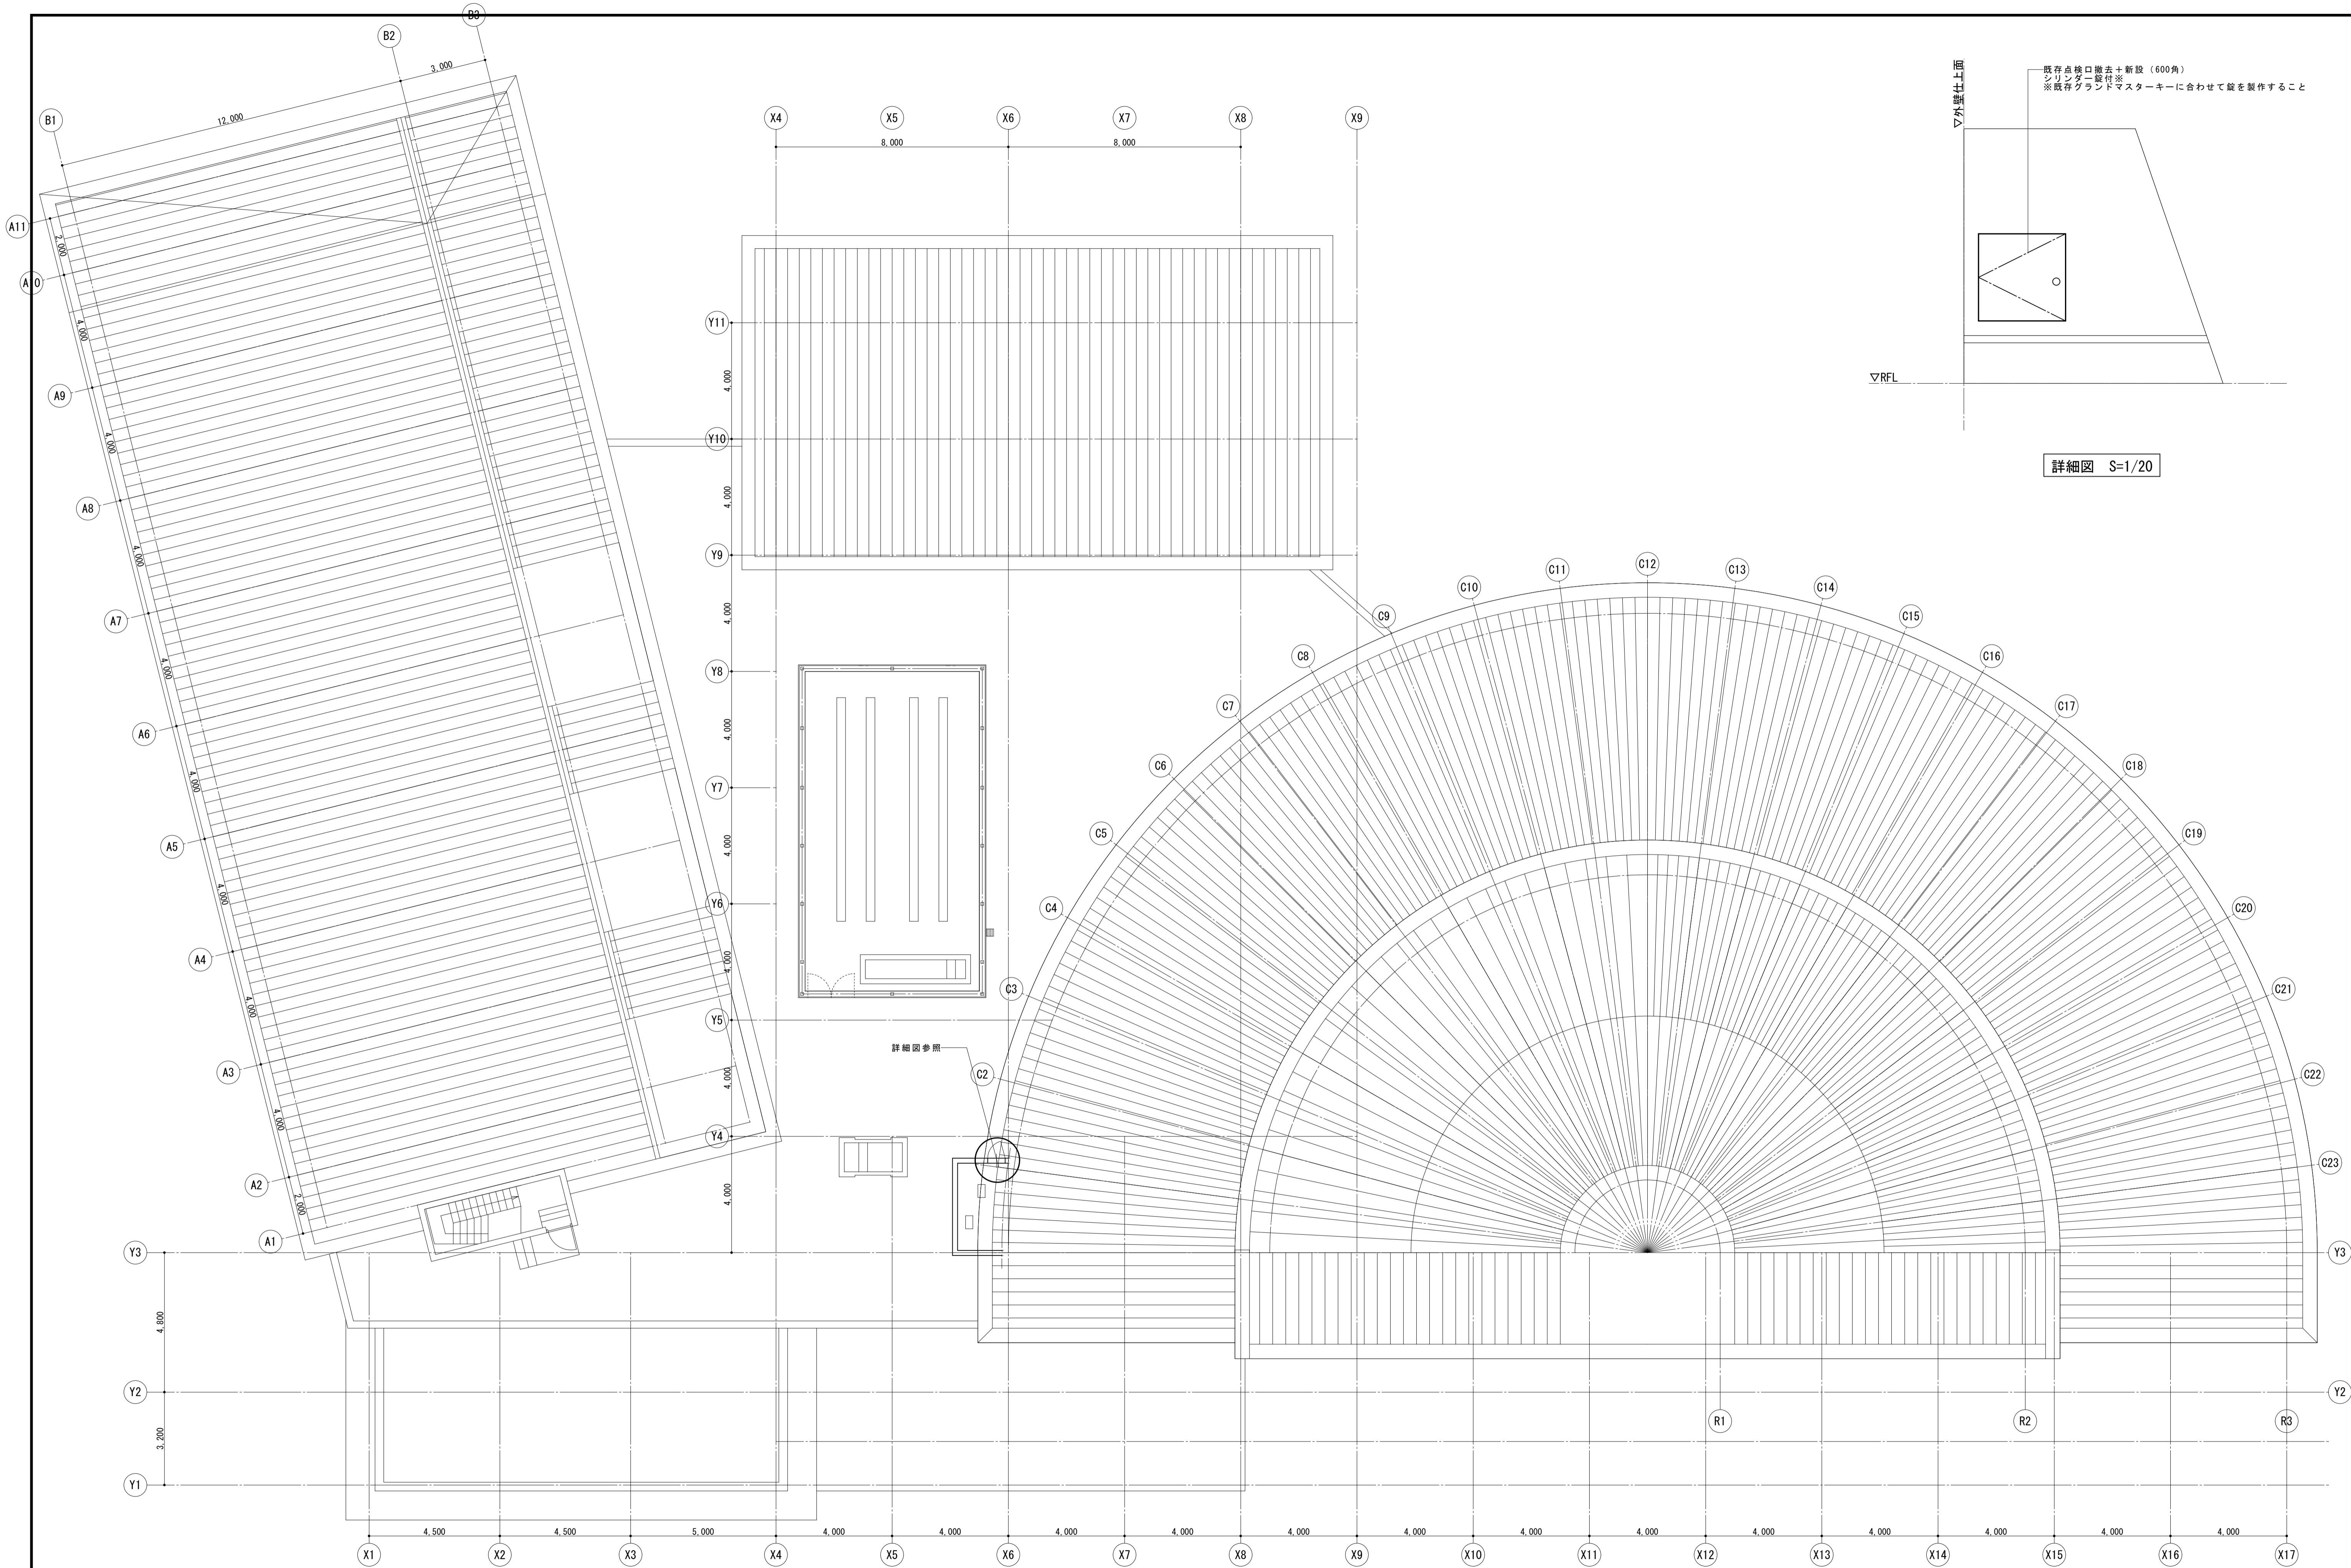 B3
B2
3,000
12,000
B1
X4
X5
X6
X7
X8
X9
8,000
8,000
▽外壁仕上面
既存点検口撤去＋新設（600角）
シリンダー錠付※
※既存グランドマスターキーに合わせて錠を製作すること
▽RFL
詳細図　S=1/20
A11
2,000
A10
4,000
A9
4,000
A8
4,000
A7
4,000
A6
4,000
A5
4,000
A4
4,000
A3
4,000
A2
2,000
A1
Y11
4,000
Y10
4,000
Y9
4,000
Y8
4,000
Y7
4,000
Y6
4,000
Y5
4,000
Y4
4,000
詳細図参照
C2
C3
C4
C5
C6
C7
C8
C9
C10
C11
C12
C13
C14
C15
C16
C17
C18
C19
C20
C21
C22
C23
Y3
Y3
4,800
Y2
Y2
3,200
Y1
R1
R2
R3
4,500
4,500
5,000
4,000
4,000
4,000
4,000
4,000
4,000
4,000
4,000
4,000
4,000
4,000
4,000
4,000
X1
X2
X3
X4
X5
X6
X7
X8
X9
X10
X11
X12
X13
X14
X15
X16
X17